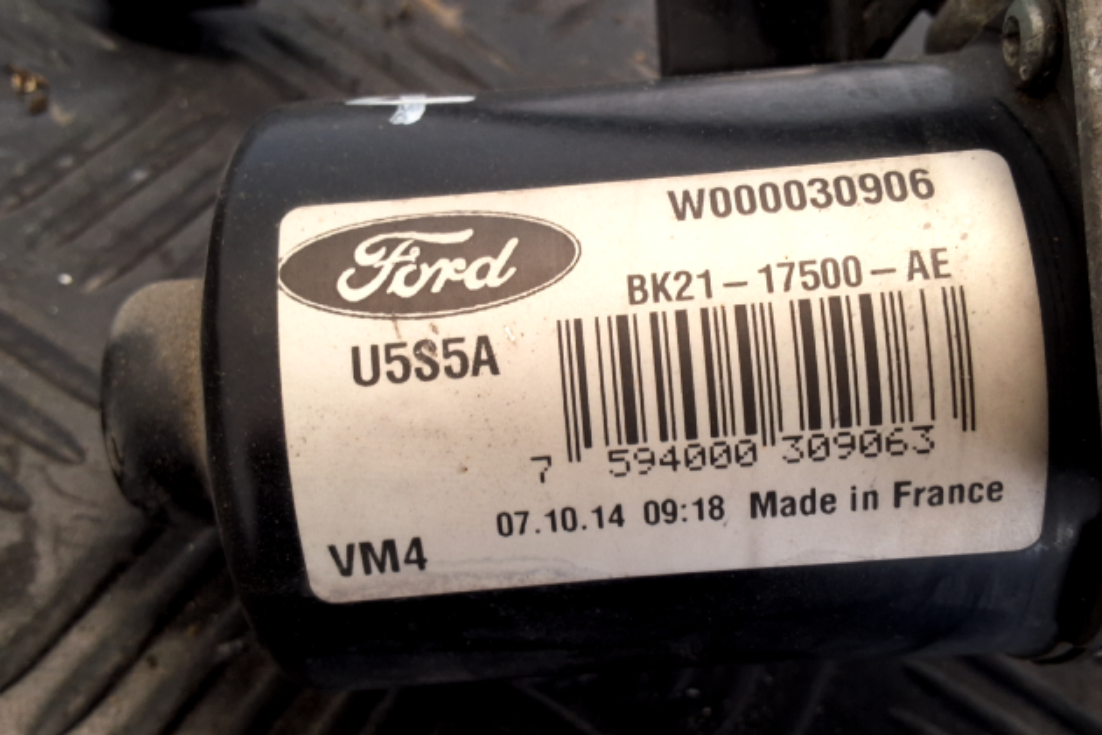 W000030906
Ford
BK21-17500-AE
U5S5A
7 594000 309063
07.10.14 09:18 Made in France
VM4